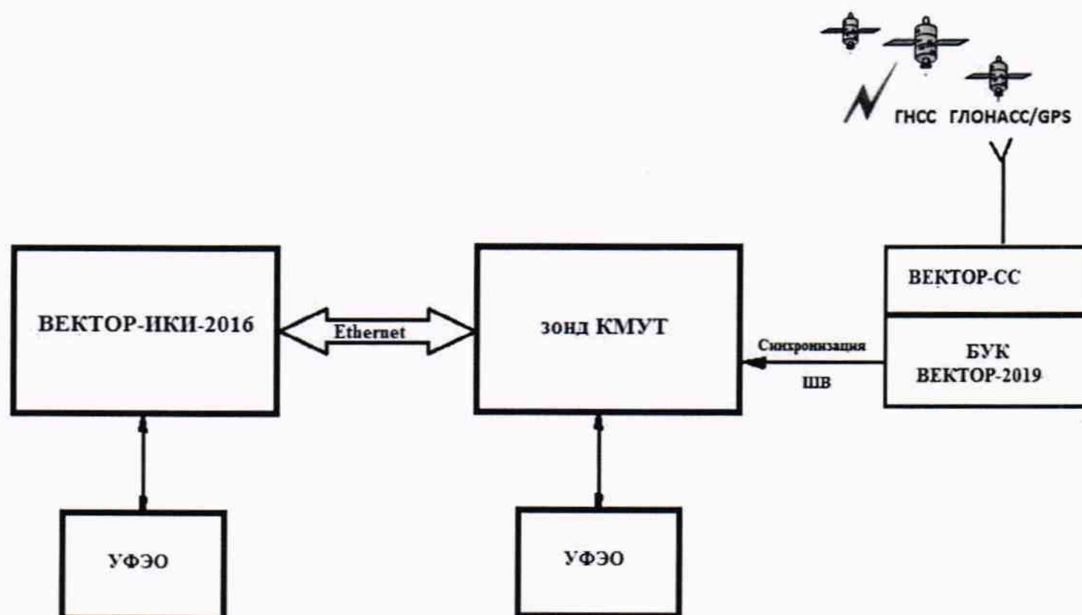 ГНСС ГЛОНАСС/GPS
ВЕКТОР-СС
ВЕКТОР-ИКИ-2016
Ethernet
зонд КМУТ
Синхронизация
ШВ
БУК
ВЕКТОР-2019
УФЭО
УФЭО